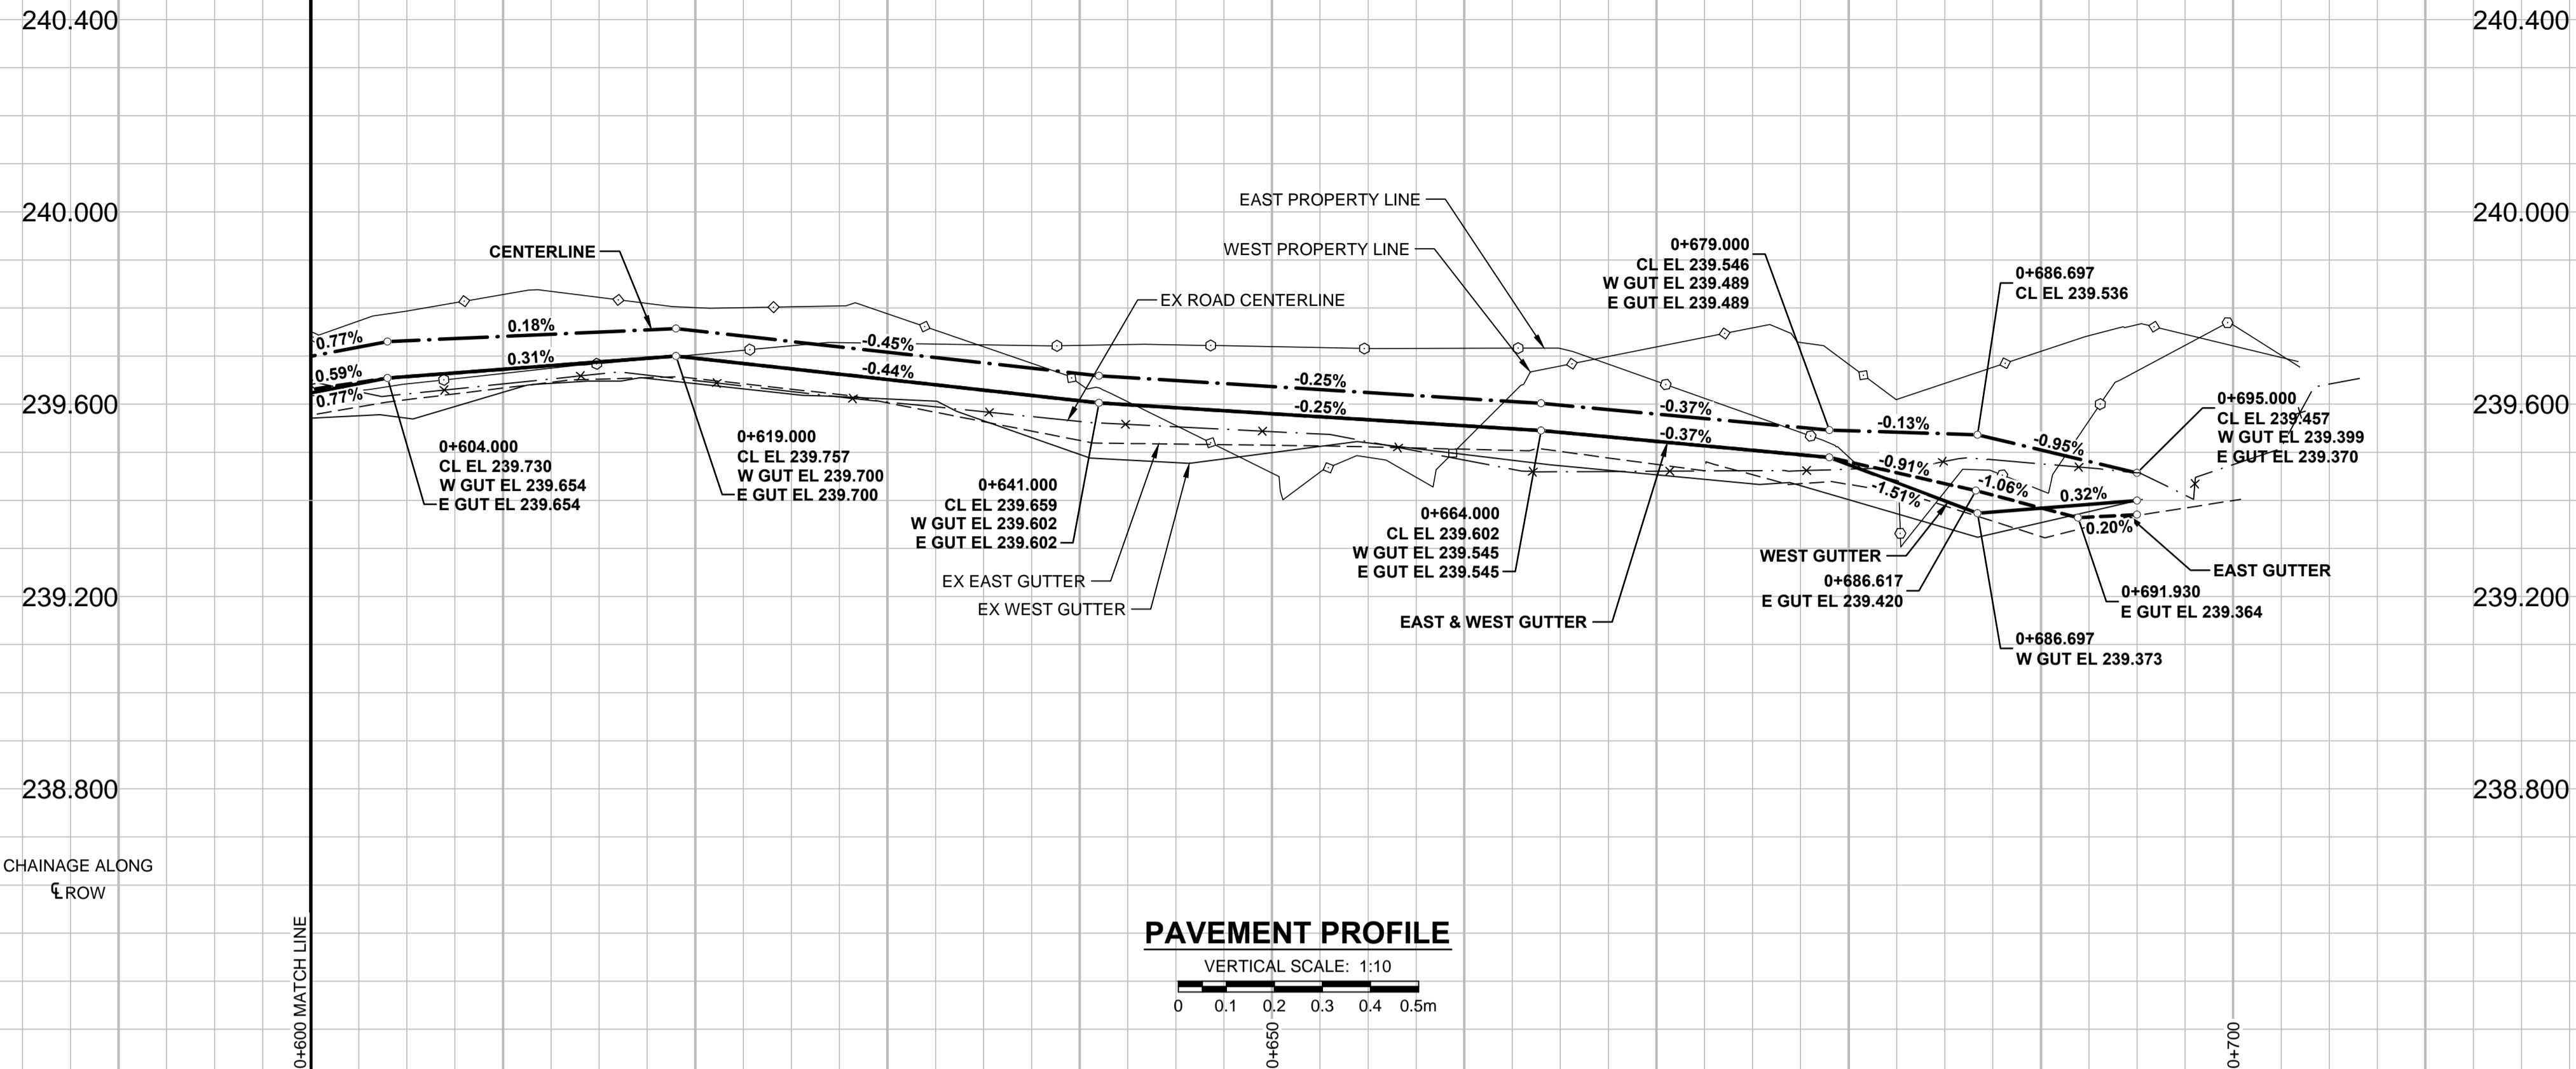 240.400
240.400
240.000
240.000
EAST PROPERTY LINE
WEST PROPERTY LINE
CENTERLINE
EX ROAD CENTERLINE
0+679.000
CL EL 239.546
W GUT EL 239.489
E GUT EL 239.489
0+686.697
CL EL 239.536
0.77%
0.18%
-0.45%
-0.25%
-0.37%
-0.13%
-0.95%
0.59%
0.31%
-0.44%
-0.25%
-0.37%
-0.91%
-1.06%
0.32%
0.77%
-1.51%
0.20%
239.600
239.600
0+695.000
CL EL 239.457
W GUT EL 239.399
E GUT EL 239.370
0+604.000
CL EL 239.730
W GUT EL 239.654
E GUT EL 239.654
0+619.000
CL EL 239.757
W GUT EL 239.700
E GUT EL 239.700
0+641.000
CL EL 239.659
W GUT EL 239.602
E GUT EL 239.602
0+664.000
CL EL 239.602
W GUT EL 239.545
E GUT EL 239.545
EX EAST GUTTER
EX WEST GUTTER
EAST & WEST GUTTER
WEST GUTTER
0+686.617
E GUT EL 239.420
EAST GUTTER
0+691.930
E GUT EL 239.364
0+686.697
W GUT EL 239.373
239.200
239.200
238.800
238.800
CHAINAGE ALONG
℄ ROW
0+600 MATCH LINE
PAVEMENT PROFILE
VERTICAL SCALE: 1:10
0 0.1 0.2 0.3 0.4 0.5m
0+650
0+700